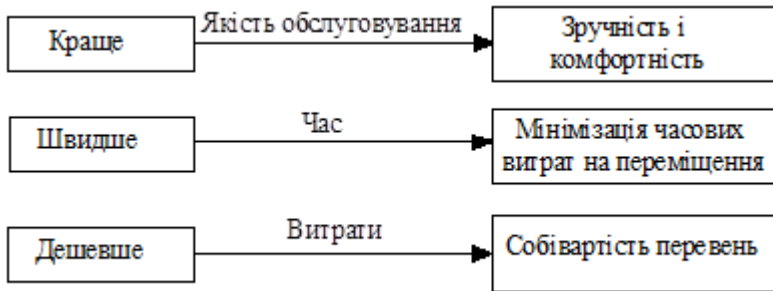 Краще
Якість обслуговування
Зручність і
комфортність
Швидше
Час
Мінімізація часових
витрат на переміщення
Дешевше
Витрати
Собівартість перевень